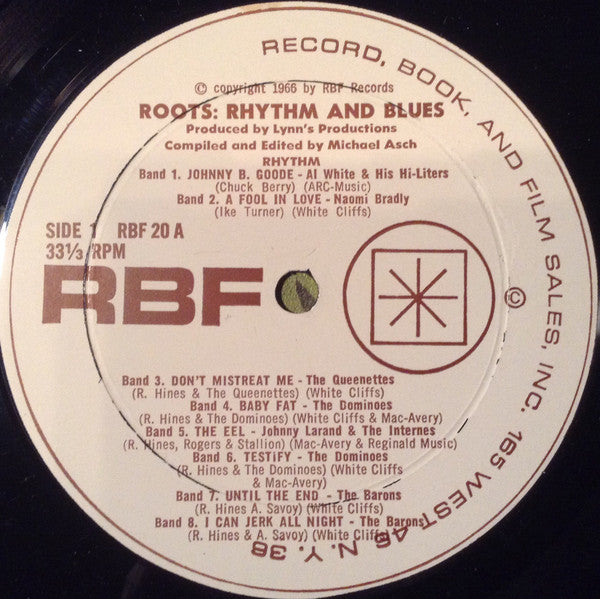 RECORD, BOOK, AND FILM SALES, INC. 165 WEST 46 N.Y. 36
© copyright 1966 by RBF Records
ROOTS: RHYTHM AND BLUES
Produced by Lynn's Productions
Compiled and Edited by Michael Asch
RHYTHM
Band 1. JOHNNY B. GOODE - Al White & His Hi-Liters
(Chuck Berry) (ARC-Music)
Band 2. A FOOL IN LOVE - Naomi Bradly
(Ike Turner) (White Cliffs)
SIDE 1 RBF 20 A
33⅓ RPM
RBF
©
Band 3. DON'T MISTREAT ME - The Queenettes
(R. Hines & The Queenettes) (White Cliffs)
Band 4. BABY FAT - The Dominoes
(R. Hines & The Dominoes) (White Cliffs & Mac-Avery)
Band 5. THE EEL - Johnny Larand & The Internes
(R. Hines, Rogers & Stallion) (Mac-Avery & Reginald Music)
Band 6. TESTiFY - The Dominoes
(R. Hines & The Dominoes) (White Cliffs
& Mac-Avery)
Band 7. UNTIL THE END - The Barons
(R. Hines A. Savoy) (White Cliffs)
Band 8. I CAN JERK ALL NIGHT - The Barons
(R. Hines & A. Savoy) (White Cliffs)